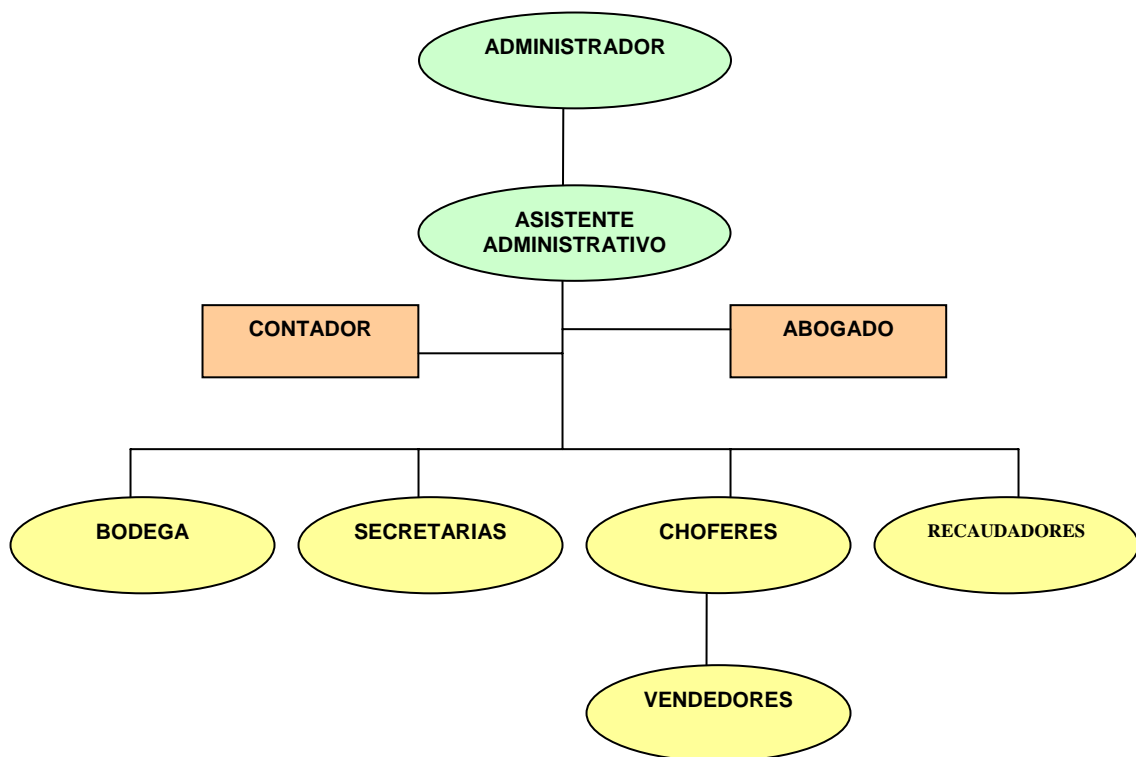 ADMINISTRADOR
ASISTENTE
ADMINISTRATIVO
CONTADOR
ABOGADO
BODEGA
SECRETARIAS
CHOFERES
RECAUDADORES
VENDEDORES